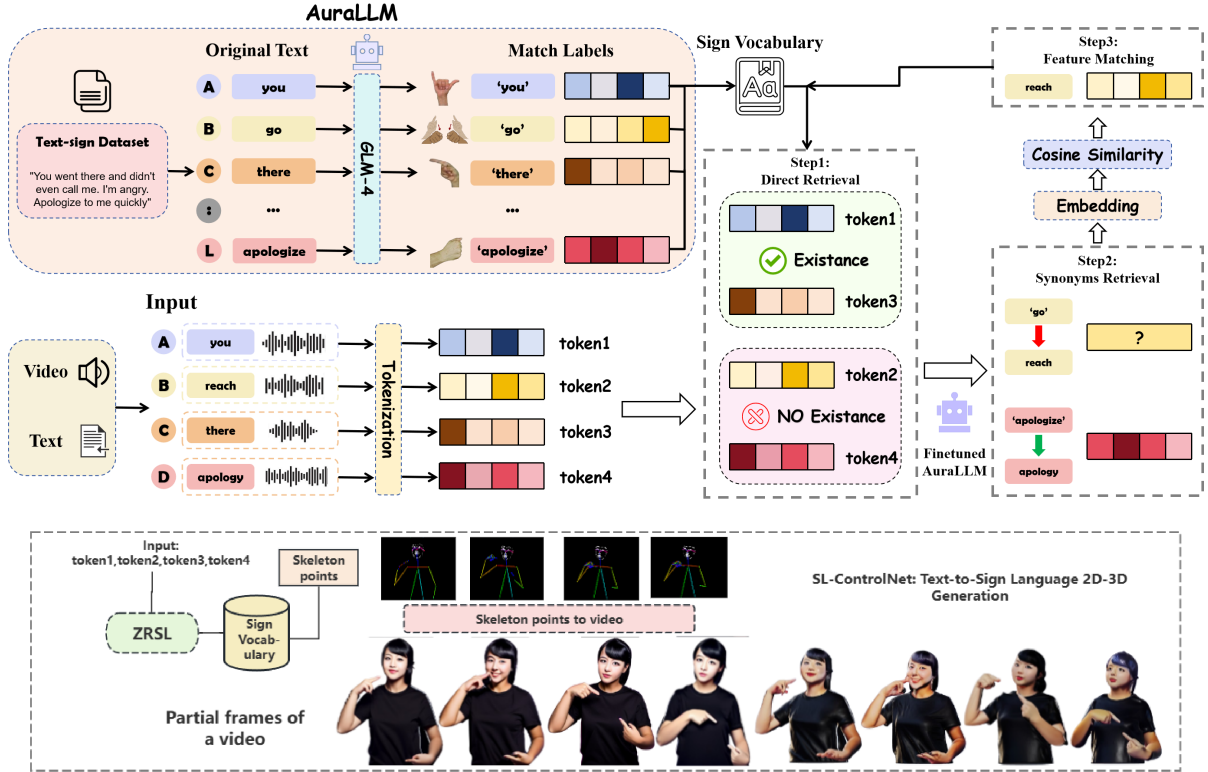 AuraLLM
Original Text
Match Labels
Text-sign Dataset
"You went there and didn't
even call me. I'm angry.
Apologize to me quickly"
A
you
'you'
B
go
'go'
C
there
'there'
:
...
...
L
apologize
'apologize'
GLM-4
Sign Vocabulary
Aa
Step3:
Feature Matching
reach
Cosine Similarity
Embedding
Step1:
Direct Retrieval
token1
Existance
token3
token2
NO Existance
token4
Finetuned
AuraLLM
Step2:
Synonyms Retrieval
'go'
reach
?
'apologize'
apology
Input
Video
Text
A
you
token1
B
reach
token2
C
there
token3
D
apology
token4
Tokenization
Input:
token1,token2,token3,token4
ZRSL
Sign
Vocab-
ulary
Skeleton
points
Skeleton points to video
Partial frames of
a video
SL-ControlNet: Text-to-Sign Language 2D-3D
Generation